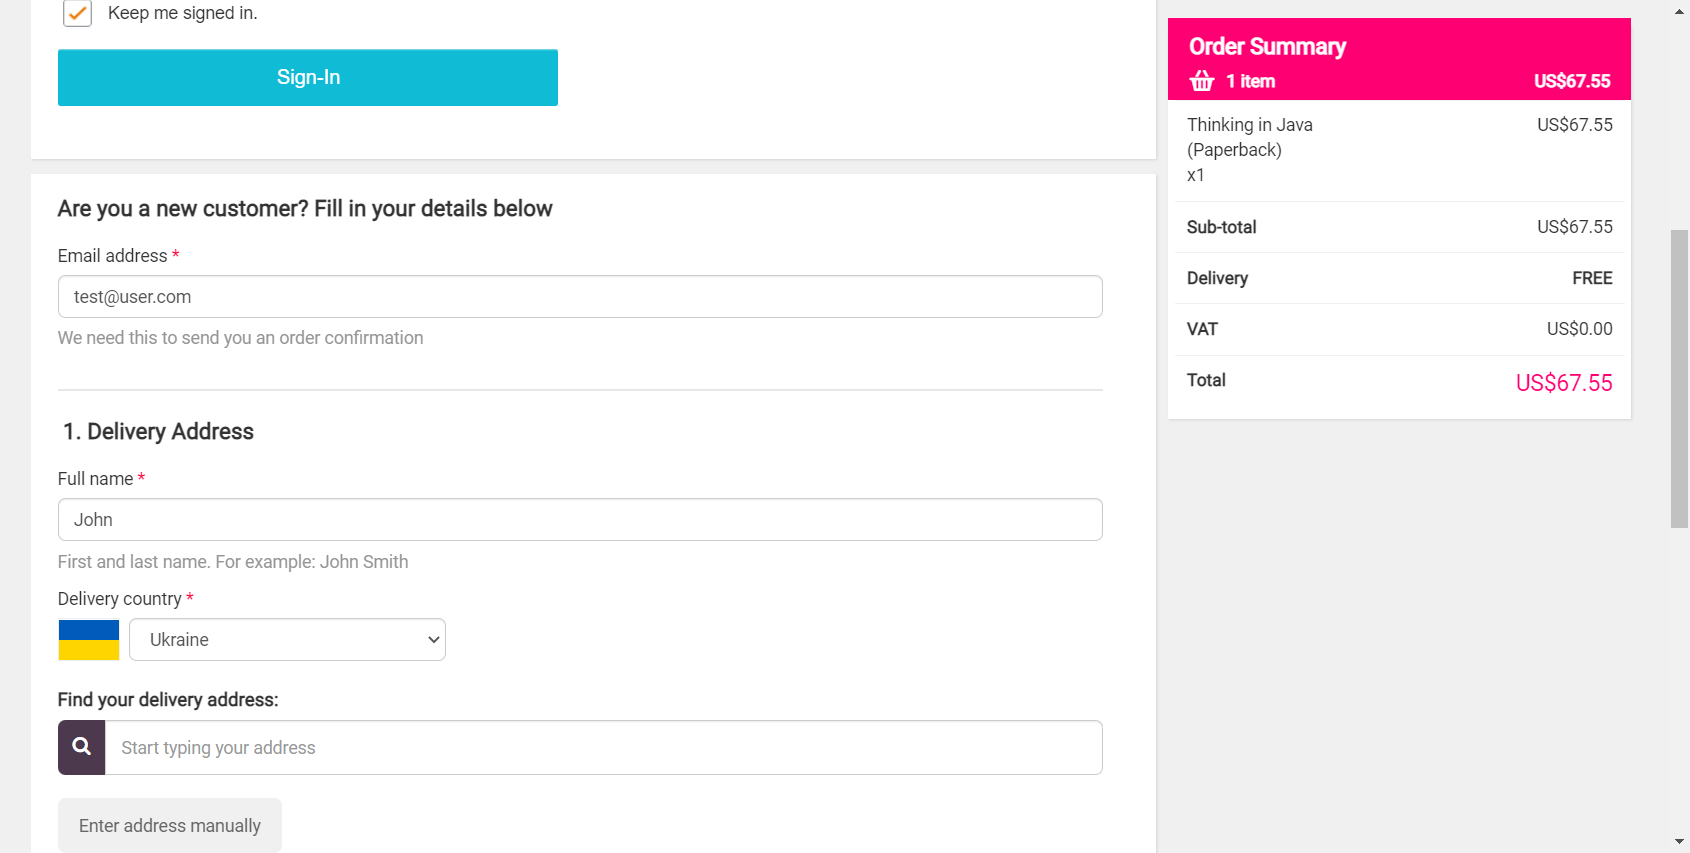 Keep me signed in.
Sign-In
Are you a new customer? Fill in your details below
Email address *
test@user.com
We need this to send you an order confirmation
1. Delivery Address
Full name *
John
First and last name. For example: John Smith
Delivery country *
Ukraine
Find your delivery address:
Start typing your address
Enter address manually
Order Summary
1 item US$67.55
Thinking in Java US$67.55
(Paperback)
x1
Sub-total US$67.55
Delivery FREE
VAT US$0.00
Total US$67.55